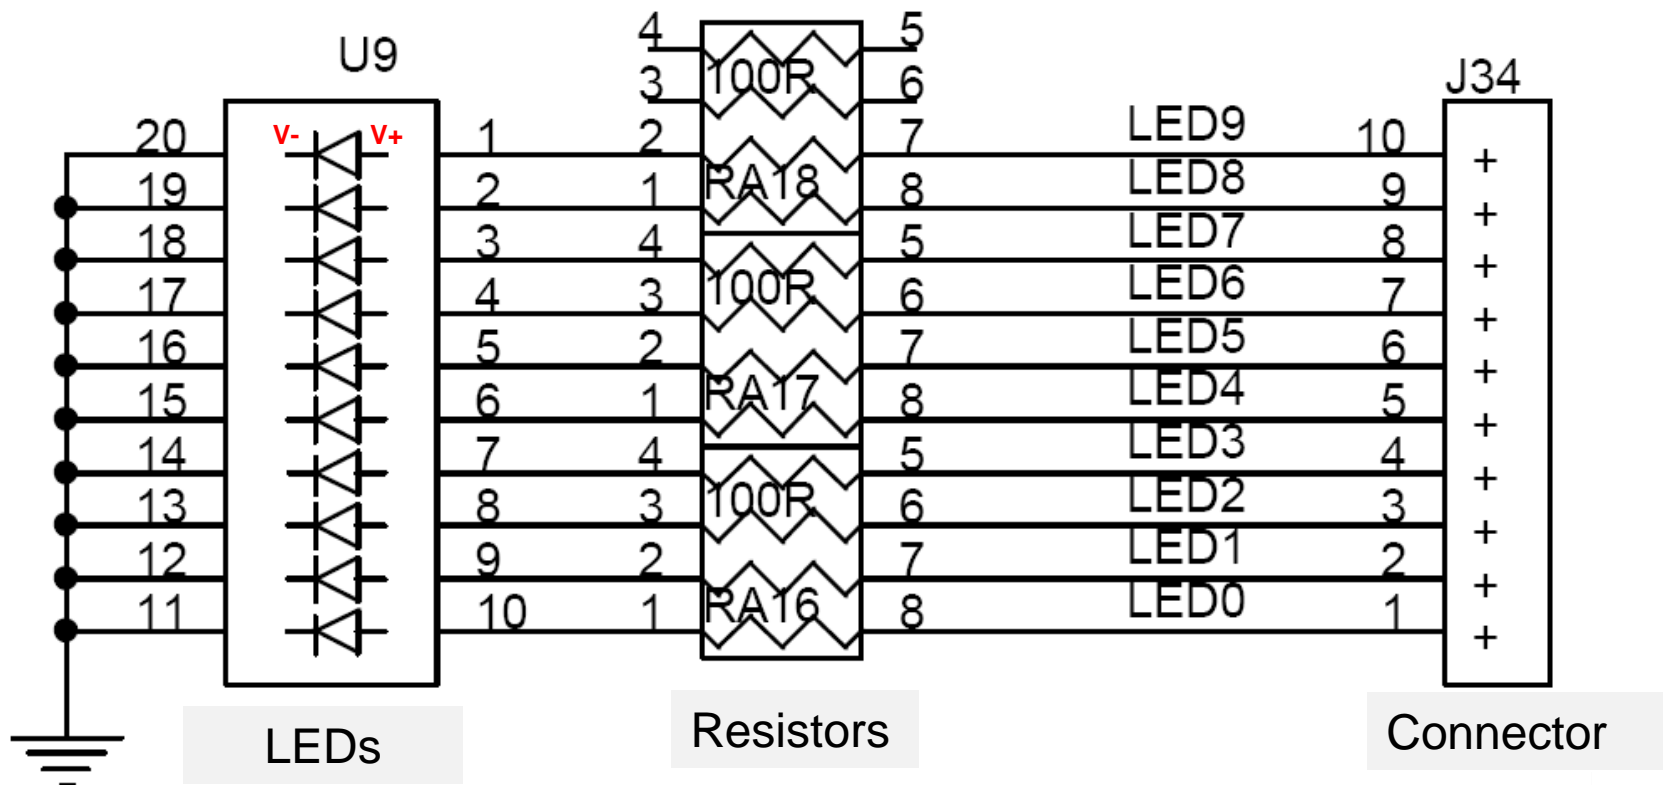 U9
J34
4 5
100R
3 6
20 V- V+ 1 2 7 LED9 10 +
19 2 1 RA18 8 LED8 9 +
18 3 4 5 LED7 8 +
17 4 3 100R 6 LED6 7 +
16 5 2 7 LED5 6 +
15 6 1 RA17 8 LED4 5 +
14 7 4 5 LED3 4 +
13 8 3 100R 6 LED2 3 +
12 9 2 7 LED1 2 +
11 10 1 RA16 8 LED0 1 +
LEDs
Resistors
Connector